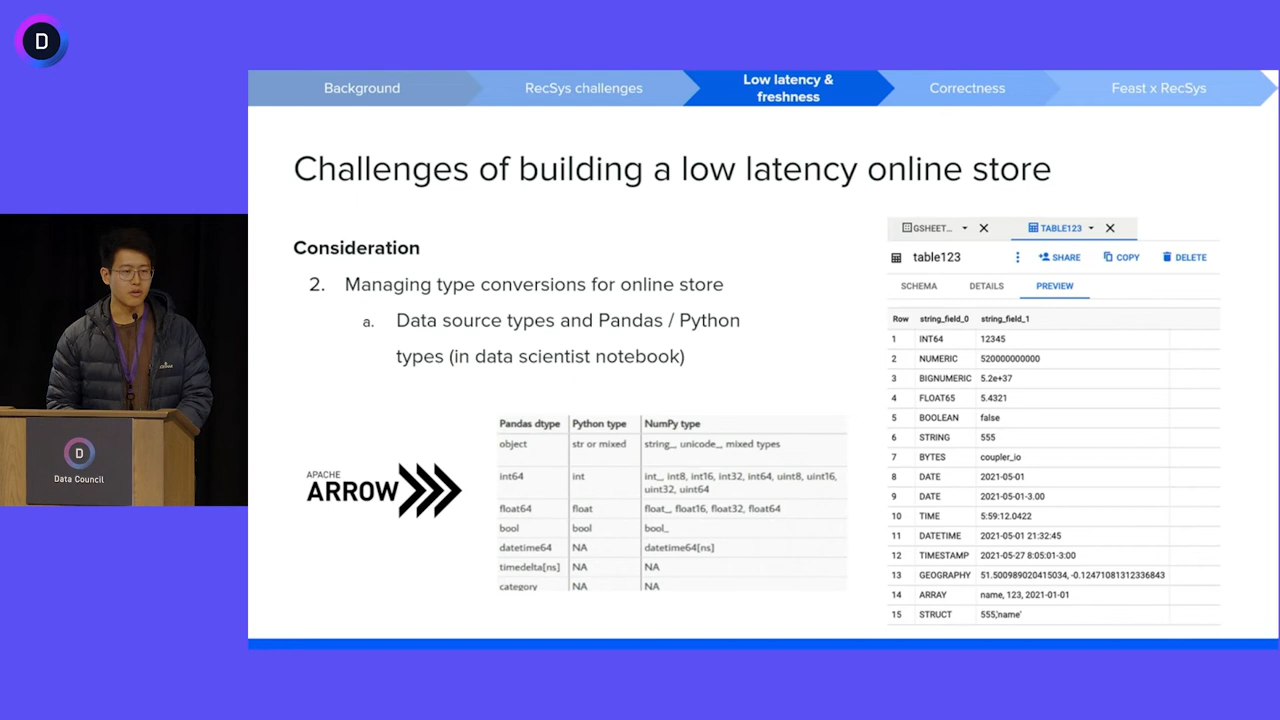 D
Background
RecSys challenges
Low latency &
freshness
Correctness
Feast x RecSys
Challenges of building a low latency online store
Consideration
2. Managing type conversions for online store
a. Data source types and Pandas / Python
types (in data scientist notebook)
APACHE
ARROW
Pandas dtype Python type NumPy type
object str or mixed string_, unicode_, mixed types
int64 int int_, int8, int16, int32, int64, uint8, uint16,
uint32, uint64
float64 float float_, float16, float32, float64
bool bool bool_
datetime64 NA datetime64[ns]
timedelta[ns] NA NA
category NA NA
GSHEET...
TABLE123
table123
SHARE
COPY
DELETE
SCHEMA DETAILS PREVIEW
Row string_field_0 string_field_1
1 INT64 12345
2 NUMERIC 520000000000
3 BIGNUMERIC 5.2e+37
4 FLOAT65 5.4321
5 BOOLEAN false
6 STRING 555
7 BYTES coupler_io
8 DATE 2021-05-01
9 DATE 2021-05-01-3.00
10 TIME 5:59:12.0422
11 DATETIME 2021-05-01 21:32:45
12 TIMESTAMP 2021-05-27 8:05:01-3:00
13 GEOGRAPHY 51.500989020415034, -0.12471081312336843
14 ARRAY name, 123, 2021-01-01
15 STRUCT 555,'name'
D
Data Council